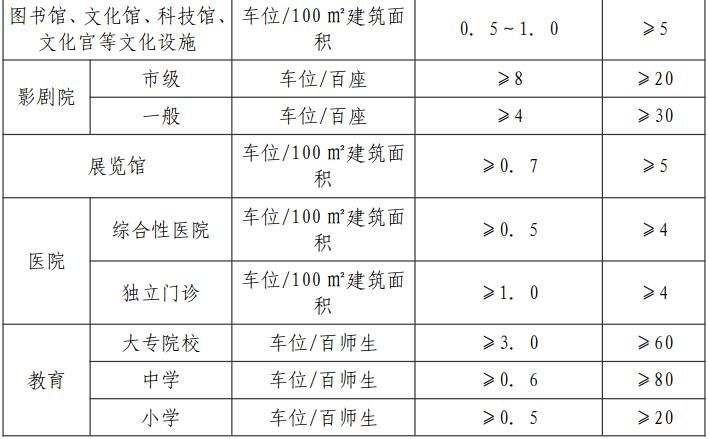 图书馆、文化馆、科技馆、 车位/100 ㎡建筑面 0．5~1．0 ≥5
文化官等文化设施 积
影剧院 市级 车位/百座 ≥8 ≥20
一般 车位/百座 ≥4 ≥30
展览馆 车位/100 ㎡建筑面 ≥0．7 ≥5
积
医院 综合性医院 车位/100 ㎡建筑面 ≥0．5 ≥4
积
独立门诊 车位/100 ㎡建筑面 ≥1．0 ≥4
积
教育 大专院校 车位/百师生 ≥3．0 ≥60
中学 车位/百师生 ≥0．6 ≥80
小学 车位/百师生 ≥0．5 ≥20